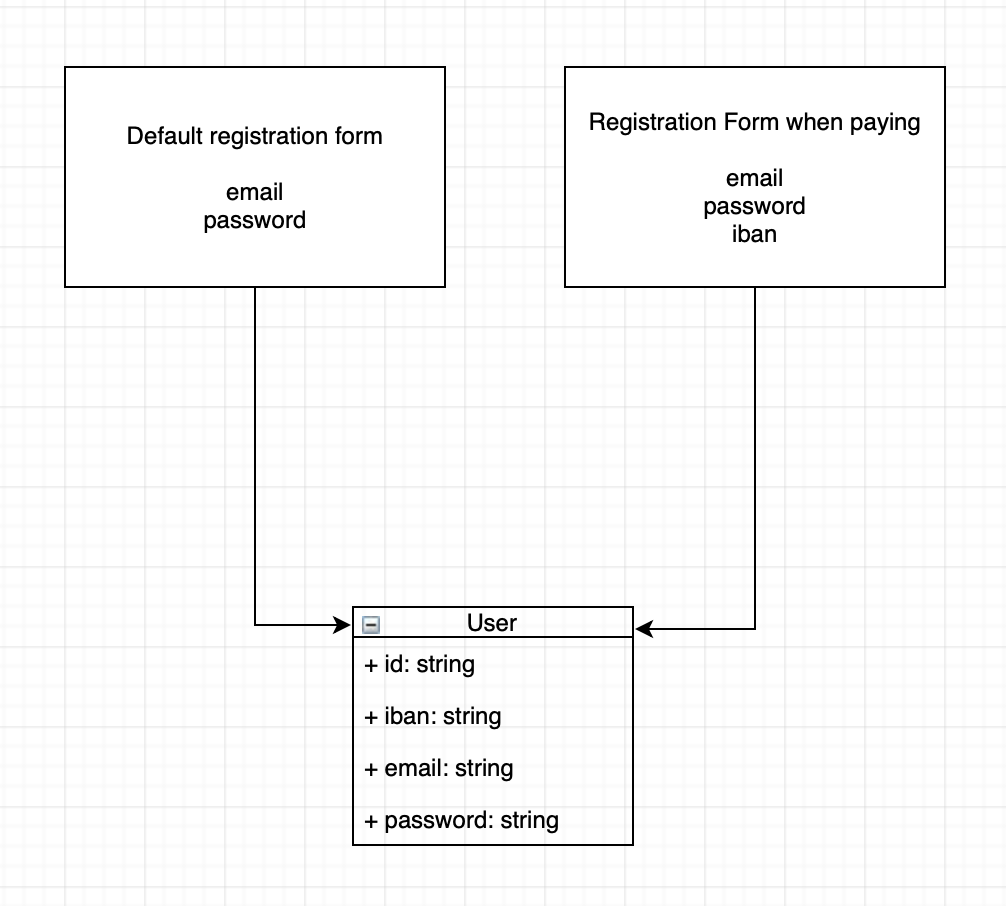 Default registration form
email
password
Registration Form when paying
email
password
iban
User
+ id: string
+ iban: string
+ email: string
+ password: string